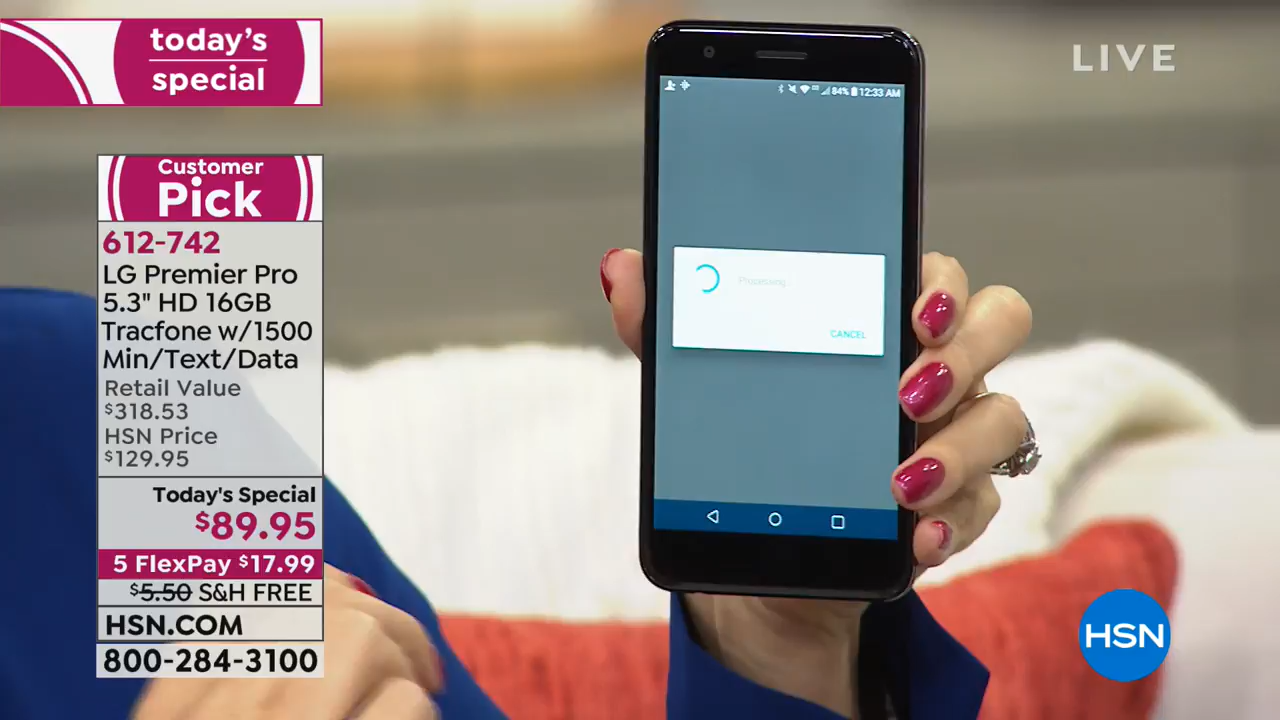 today's
special
LIVE
Customer
Pick
612-742
LG Premier Pro
5.3" HD 16GB
Tracfone w/1500
Min/Text/Data
Retail Value
$318.53
HSN Price
$129.95
Today's Special
$89.95
5 FlexPay $17.99
$5.50 S&H FREE
HSN.COM
800-284-3100
84% 12:33 AM
Processing...
CANCEL
HSN